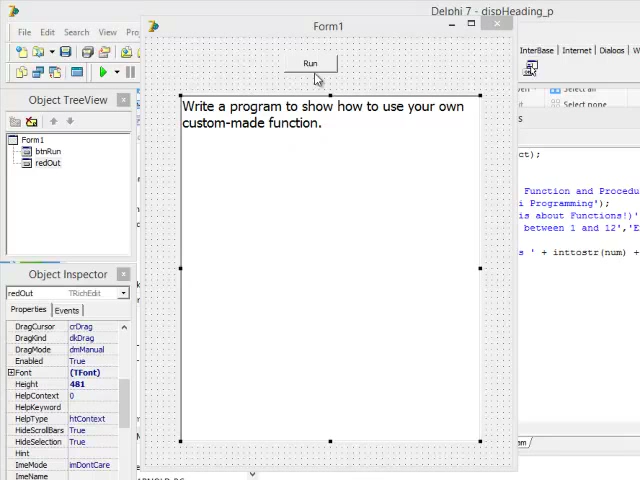 Delphi 7 - dispHeading_p
Form1
File Edit Search View
InterBase Internet Dialogs
Run
Object TreeView
Form1
btnRun
redOut
Write a program to show how to use your own
custom-made function.
Select all
Select none
ct);
Function and Procedu
i Programming');
is about Functions!)'
between 1 and 12','E
s ' + inttostr(num) +
Object Inspector
redOut TRichEdit
Properties Events
DragCursor crDrag
DragKind dkDrag
DragMode dmManual
Enabled True
Font (TFont)
Height 481
HelpContext 0
HelpKeyword
HelpType htContext
HideScrollBars True
HideSelection True
Hint
ImeMode imDontCare
ImeName